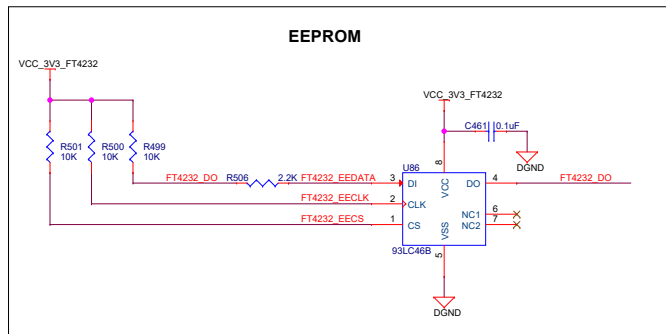 EEPROM
VCC_3V3_FT4232
VCC_3V3_FT4232
C461 0.1uF
R501 10K
R500 10K
R499 10K
DGND
U86
8
FT4232_DO R506 2.2K FT4232_EEDATA 3 DI VCC DO 4 FT4232_DO
FT4232_EECLK 2 CLK NC1 6
FT4232_EECS 1 CS VSS NC2 7
93LC46B
5
DGND